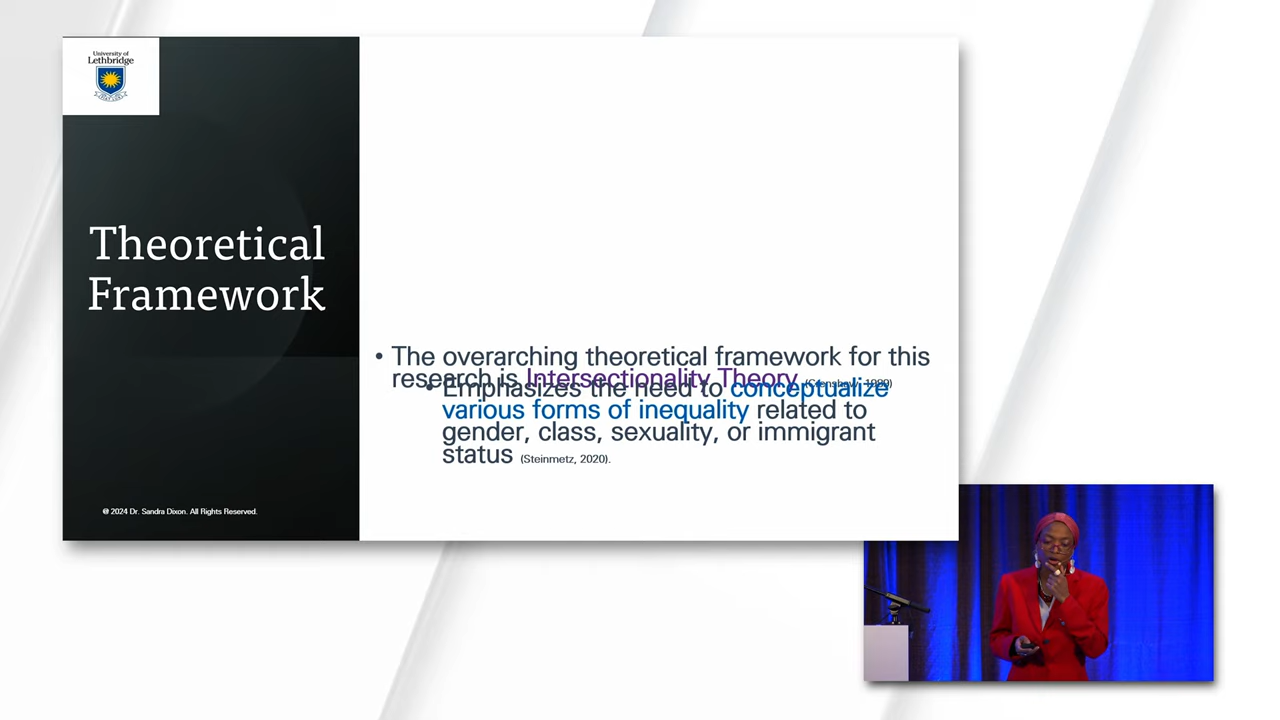 University of
Lethbridge
Theoretical
Framework
• The overarching theoretical framework for this
research is Intersectionality Theory (Crenshaw, 1989)
• Emphasizes the need to conceptualize
various forms of inequality related to
gender, class, sexuality, or immigrant
status (Steinmetz, 2020).
@ 2024 Dr. Sandra Dixon. All Rights Reserved.